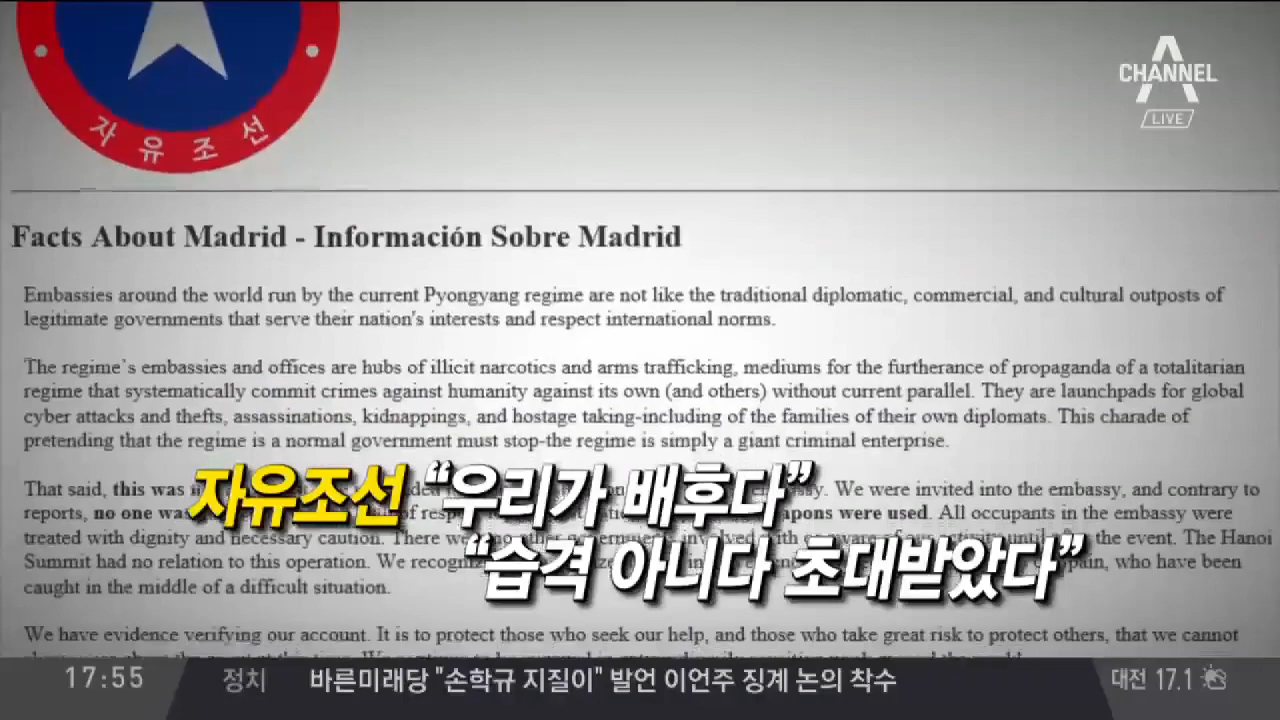 자유조선
CHANNEL A
LIVE
Facts About Madrid - Información Sobre Madrid
Embassies around the world run by the current Pyongyang regime are not like the traditional diplomatic, commercial, and cultural outposts of
legitimate governments that serve their nation's interests and respect international norms.
The regime`s embassies and offices are hubs of illicit narcotics and arms trafficking, mediums for the furtherance of propaganda of a totalitarian
regime that systematically commit crimes against humanity against its own (and others) without current parallel. They are launchpads for global
cyber attacks and thefts, assassinations, kidnappings, and hostage taking-including of the families of their own diplomats. This charade of
pretending that the regime is a normal government must stop-the regime is simply a giant criminal enterprise.
That said, this was We were invited into the embassy, and contrary to
reports, no one was were used. All occupants in the embassy were
자유조선 “우리가 배후다”
treated with dignity and necessary caution. the event. The Hanoi
Summit had no relation to this operation. We who have been
“습격 아니다 초대받았다”
caught in the middle of a difficult situation.
We have evidence verifying our account. It is to protect those who seek our help, and those who take great risk to protect others, that we cannot
17:55 정치 바른미래당 "손학규 지질이" 발언 이언주 징계 논의 착수 대전 17.1